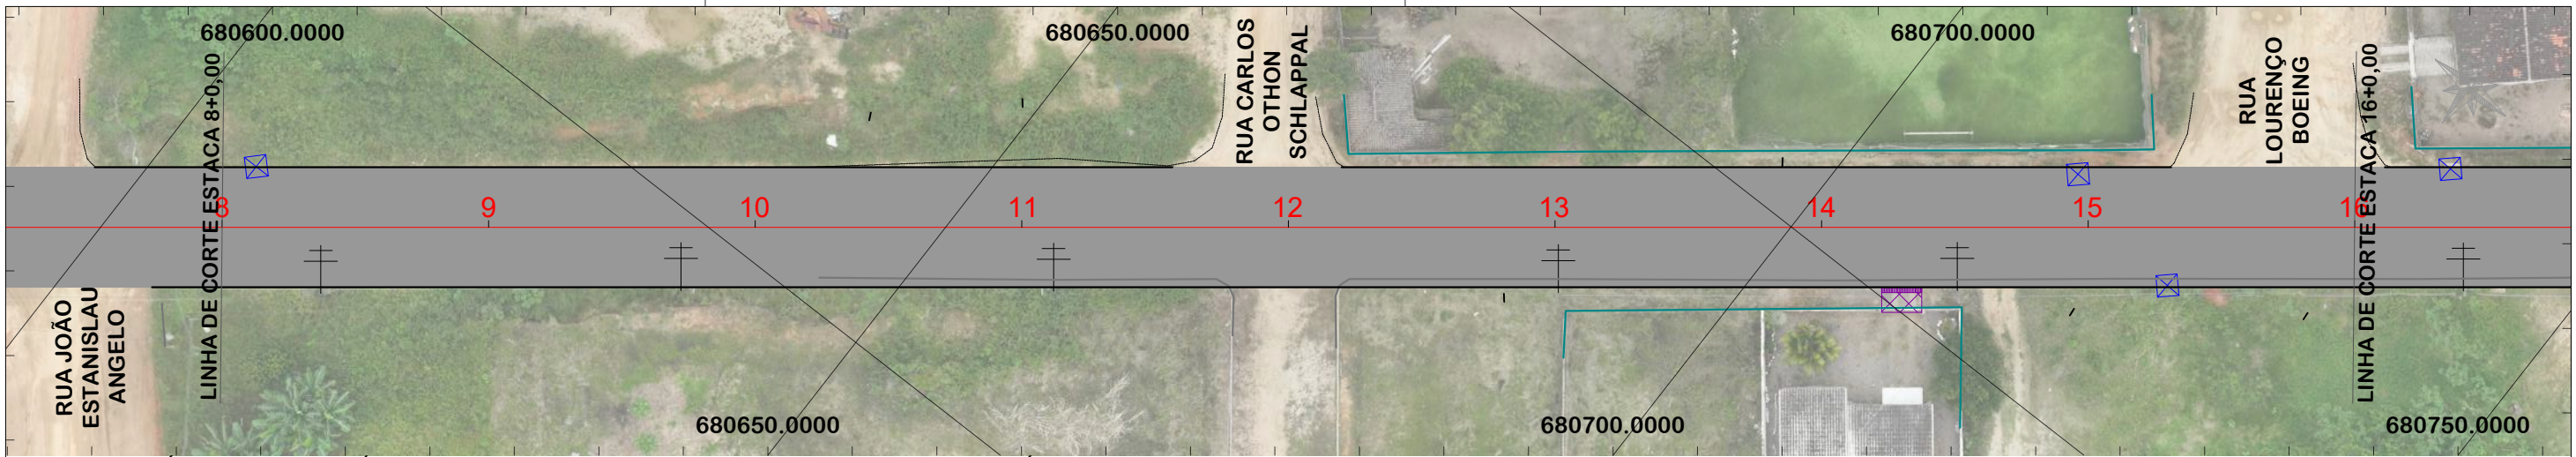 680600.0000
680650.0000
680700.0000
LINHA DE CORTE ESTACA 8+0,00
RUA CARLOS
OTHON
SCHLAPPAL
RUA
LOURENÇO
BOEING
LINHA DE CORTE ESTACA 16+0,00
8
9
10
11
12
13
14
15
16
RUA JOÃO
ESTANISLAU
ANGELO
680650.0000
680700.0000
680750.0000